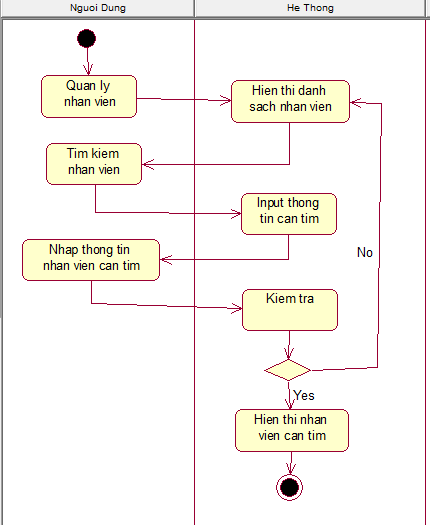 Nguoi Dung
He Thong
Quan ly
nhan vien
Hien thi danh
sach nhan vien
Tim kiem
nhan vien
Input thong
tin can tim
Nhap thong tin
nhan vien can tim
No
Kiem tra
Yes
Hien thi nhan
vien can tim